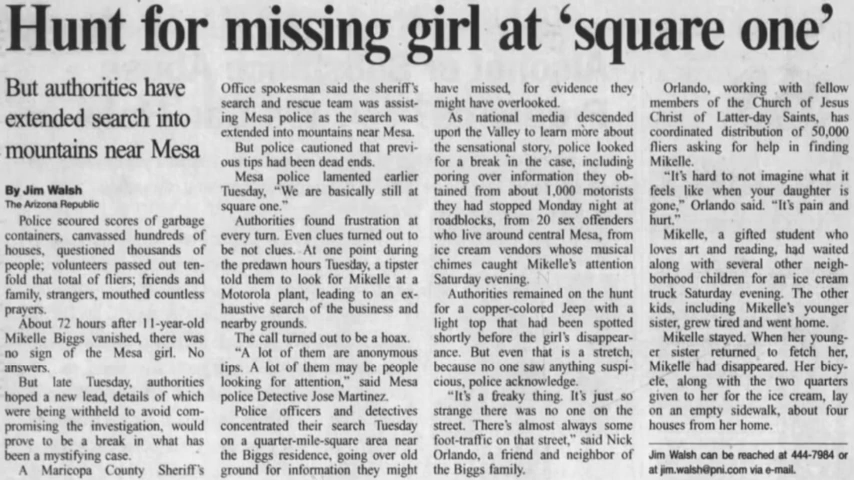 Hunt for missing girl at ‘square one’
But authorities have
extended search into
mountains near Mesa
By Jim Walsh
The Arizona Republic
Police scoured scores of garbage
containers, canvassed hundreds of
houses, questioned thousands of
people; volunteers passed out ten-
fold that total of fliers; friends and
family, strangers, mouthed countless
prayers.
About 72 hours after 11-year-old
Mikelle Biggs vanished, there was
no sign of the Mesa girl. No
answers.
But late Tuesday, authorities
hoped a new lead, details of which
were being withheld to avoid com-
promising the investigation, would
prove to be a break in what has
been a mystifying case.
A Maricopa County Sheriff's
Office spokesman said the sheriff's
search and rescue team was assist-
ing Mesa police as the search was
extended into mountains near Mesa.
But police cautioned that previ-
ous tips had been dead ends.
Mesa police lamented earlier
Tuesday, “We are basically still at
square one.”
Authorities found frustration at
every turn. Even clues turned out to
be not clues. At one point during
the predawn hours Tuesday, a tipster
told them to look for Mikelle at a
Motorola plant, leading to an ex-
haustive search of the business and
nearby grounds.
The call turned out to be a hoax.
“A lot of them are anonymous
tips. A lot of them may be people
looking for attention,” said Mesa
police Detective Jose Martinez.
Police officers and detectives
concentrated their search Tuesday
on a quarter-mile-square area near
the Biggs residence, going over old
ground for information they might
have missed, for evidence they
might have overlooked.
As national media descended
upon the Valley to learn more about
the sensational story, police looked
for a break in the case, including
poring over information they ob-
tained from about 1,000 motorists
they had stopped Monday night at
roadblocks, from 20 sex offenders
who live around central Mesa, from
ice cream vendors whose musical
chimes caught Mikelle's attention
Saturday evening.
Authorities remained on the hunt
for a copper-colored Jeep with a
light top that had been spotted
shortly before the girl's disappear-
ance. But even that is a stretch,
because no one saw anything suspi-
cious, police acknowledge.
“It's a freaky thing. It's just so
strange there was no one on the
street. There's almost always some
foot-traffic on that street,” said Nick
Orlando, a friend and neighbor of
the Biggs family.
Orlando, working with fellow
members of the Church of Jesus
Christ of Latter-day Saints, has
coordinated distribution of 50,000
fliers asking for help in finding
Mikelle.
“It's hard to not imagine what it
feels like when your daughter is
gone,” Orlando said. “It's pain and
hurt.”
Mikelle, a gifted student who
loves art and reading, had waited
along with several other neigh-
borhood children for an ice cream
truck Saturday evening. The other
kids, including Mikelle's younger
sister, grew tired and went home.
Mikelle stayed. When her young-
er sister returned to fetch her,
Mikelle had disappeared. Her bicy-
cle, along with the two quarters
given to her for the ice cream, lay
on an empty sidewalk, about four
houses from her home.
Jim Walsh can be reached at 444-7984 or
at jim.walsh@pni.com via e-mail.